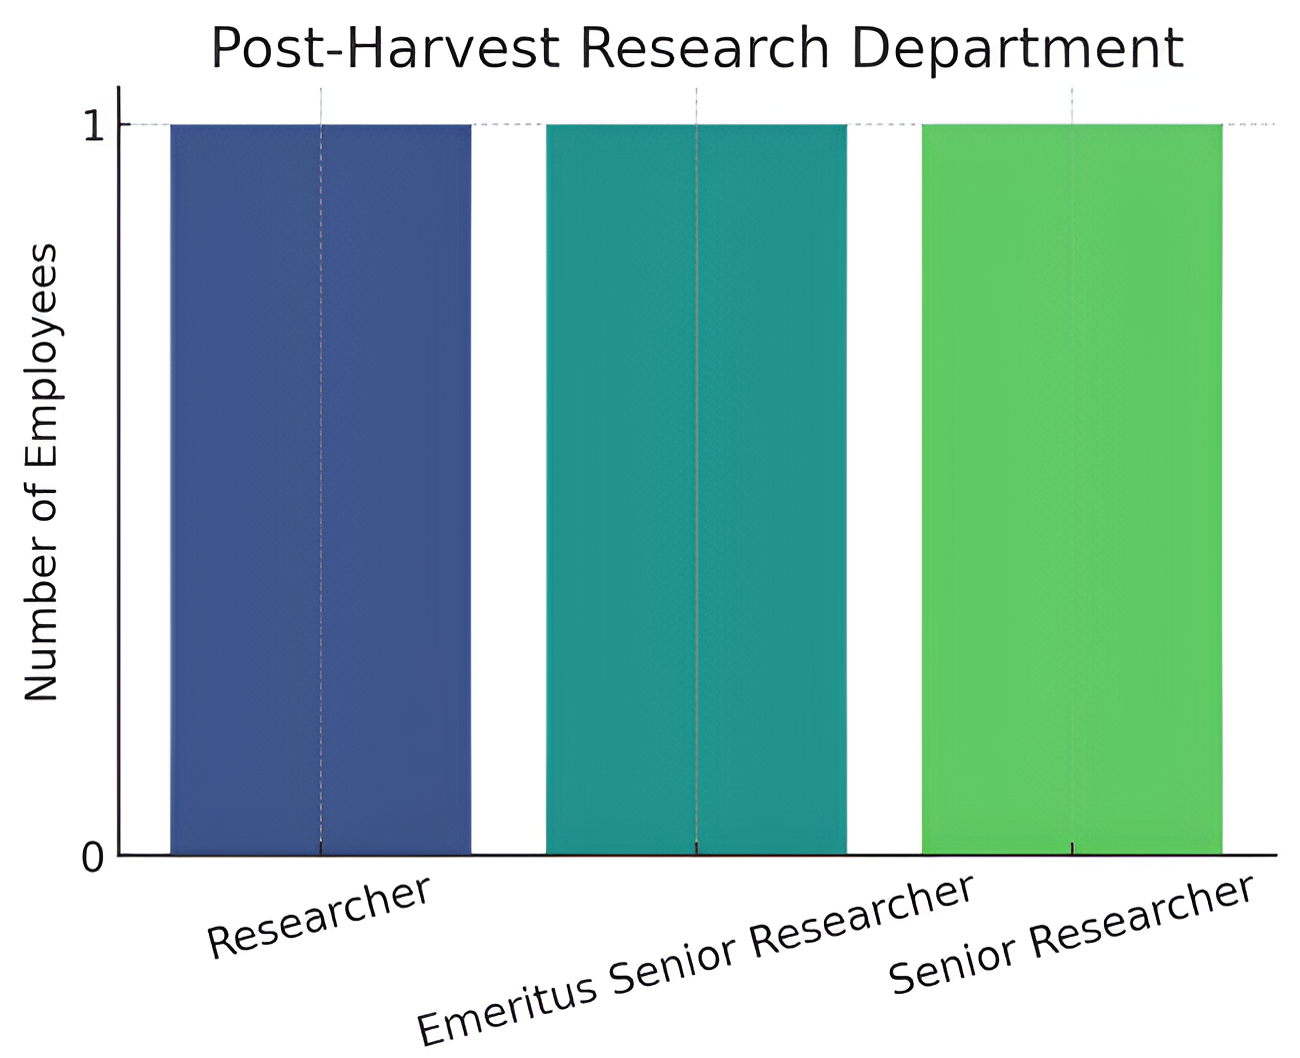 Post-Harvest Research Department
Number of Employees
1
0
Researcher
Emeritus Senior Researcher
Senior Researcher